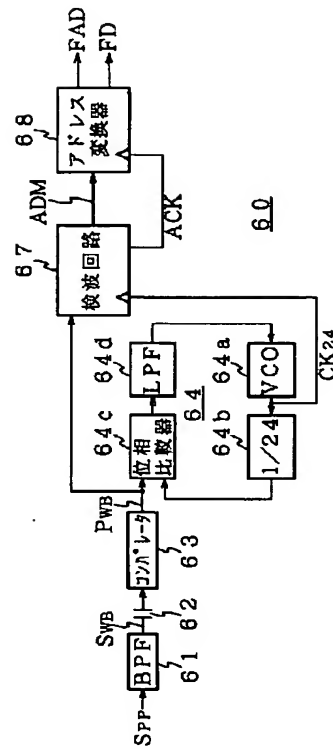 SPP
BPF
61
SWB
62
コンパレータ
63
PWB
位相
比較器
64c
LPF
64d
64
VCO
64a
1/24
64b
CK24
検波回路
67
ADM
ACK
アドレス
変換器
68
FAD
FD
60